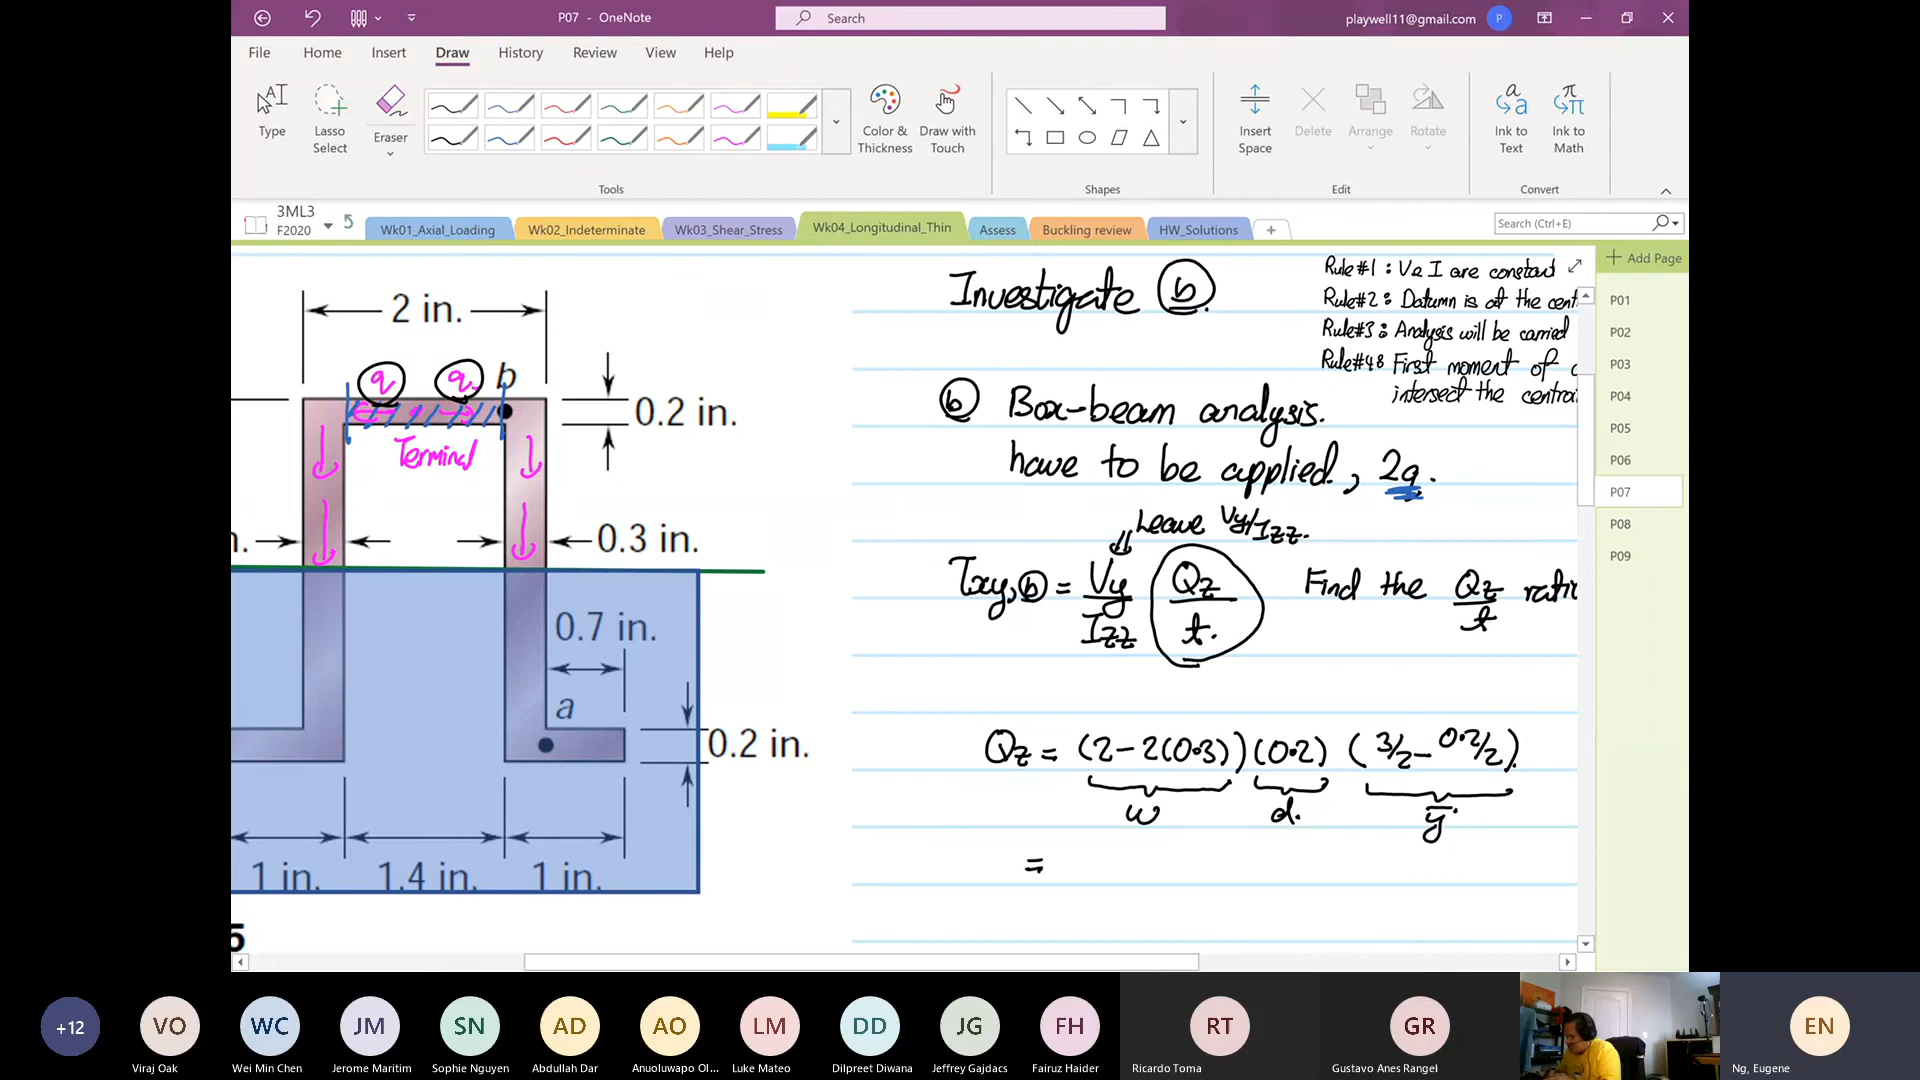 P07 - OneNote
Search
playwell11@gmail.com
P
File Home Insert Draw History Review View Help
Type
Lasso Select
Eraser
Color & Thickness
Draw with Touch
Insert Space
Delete
Arrange
Rotate
Ink to Text
Ink to Math
Tools
Shapes
Edit
Convert
3ML3 F2020
Wk01_Axial_Loading Wk02_Indeterminate Wk03_Shear_Stress Wk04_Longitudinal_Thin Assess Buckling review HW_Solutions +
Search (Ctrl+E)
Add Page
P01
P02
P03
P04
P05
P06
P07
P08
P09
2 in.
q q b
0.2 in.
Terminal
0.3 in.
0.7 in.
a
0.2 in.
1 in. 1.4 in. 1 in.
5
Investigate b.
Rule#1: V & I are constant
Rule#2: Datumn is at the cent
Rule#3: Analysis will be carried
Rule#4: First moment of
intersect the centroi
b Box-beam analysis.
have to be applied, 2q.
Leave Vy/Izz.
Txy,b = Vy/Izz Qz/t. Find the Qz/t rati
Qz = (2-2(0.3))(0.2) (3/2 - 0.2/2).
w d. ȳ
=
+12 VO WC JM SN AD AO LM DD JG FH RT GR EN
Viraj Oak Wei Min Chen Jerome Maritim Sophie Nguyen Abdullah Dar Anuoluwapo Ol... Luke Mateo Dilpreet Diwana Jeffrey Gajdacs Fairuz Haider Ricardo Toma Gustavo Anes Rangel Ng, Eugene